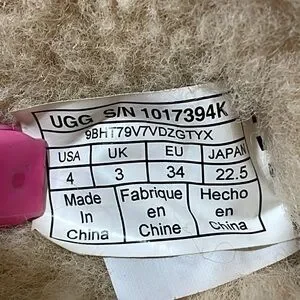 UGG S/N 1017394K
9BHT79V7VDZGTYX
USA UK EU JAPAN
4 3 34 22.5
Made Fabrique Hecho
In en en
China Chine China